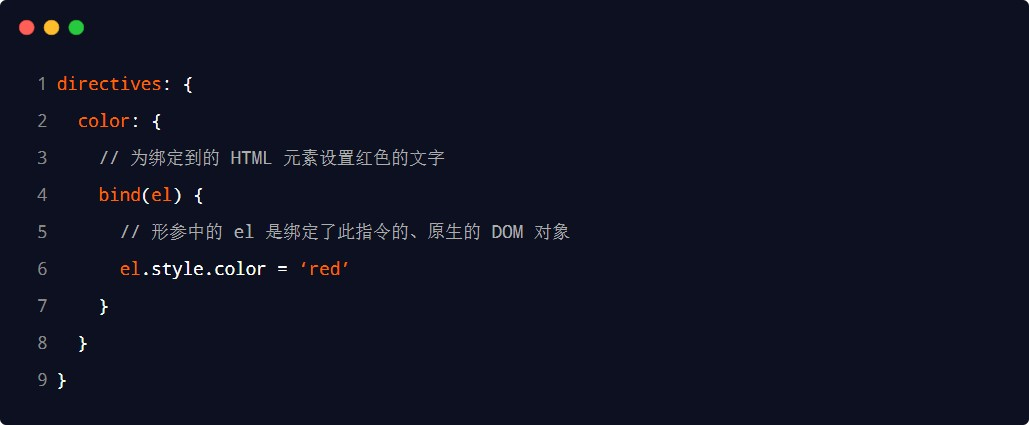 1 directives: {
2   color: {
3     // 为绑定到的 HTML 元素设置红色的文字
4     bind(el) {
5       // 形参中的 el 是绑定了此指令的、原生的 DOM 对象
6       el.style.color = ‘red’
7     }
8   }
9 }